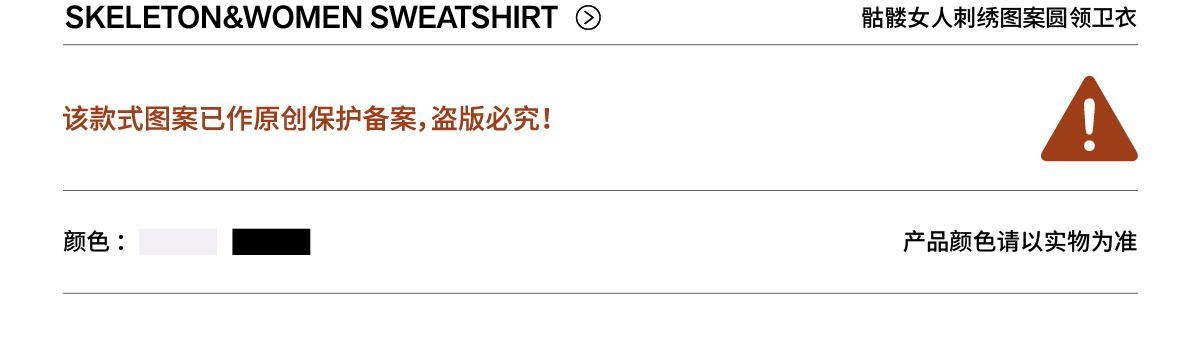 SKELETON&WOMEN SWEATSHIRT
骷髅女人刺绣图案圆领卫衣
该款式图案已作原创保护备案，盗版必究！
颜色：
产品颜色请以实物为准